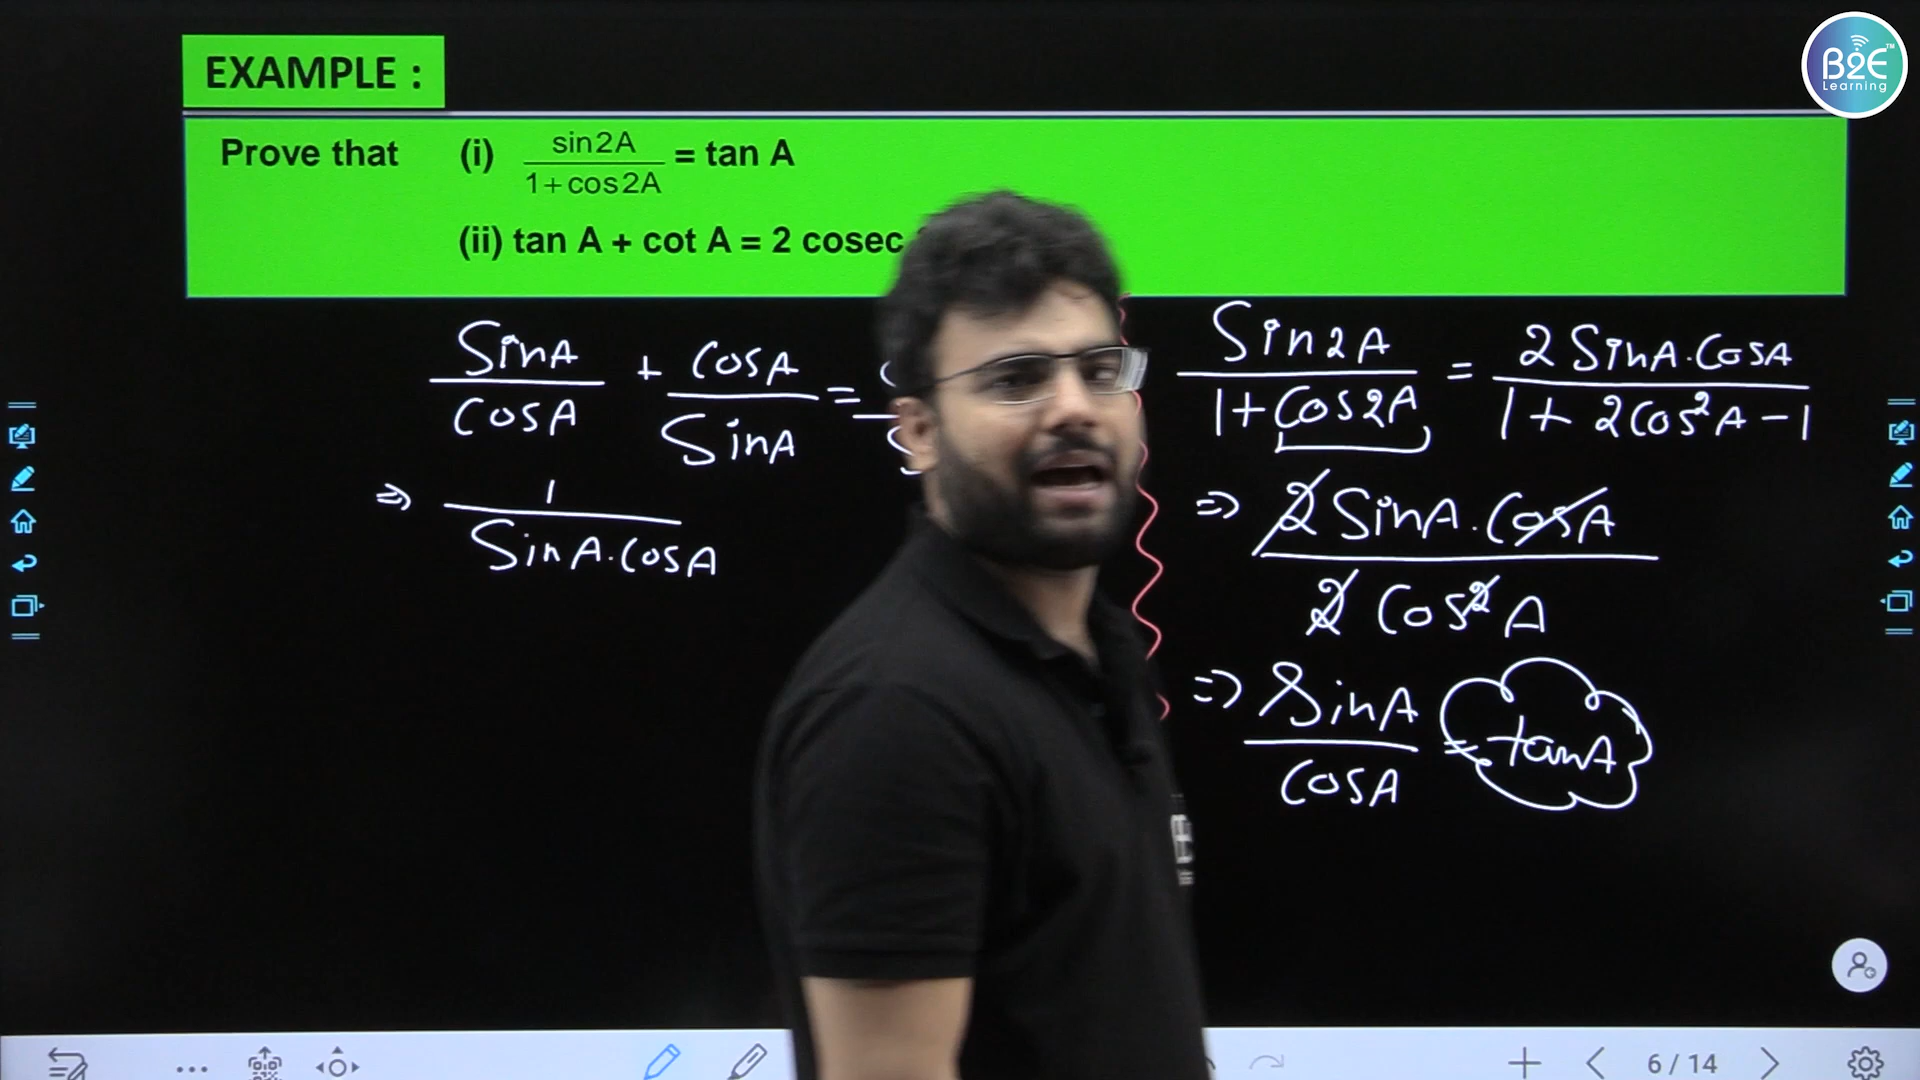 B2E
Learning
EXAMPLE :
Prove that (i) sin2A / 1+cos2A = tan A
(ii) tan A + cot A = 2 cosec
SinA / CosA + CosA / SinA =
⇒ 1 / SinA.CosA
Sin2A / 1+Cos2A = 2SinA.CosA / 1+2Cos²A-1
⇒ 2SinA.CosA / 2Cos²A
⇒ SinA / CosA = tanA
6 / 14